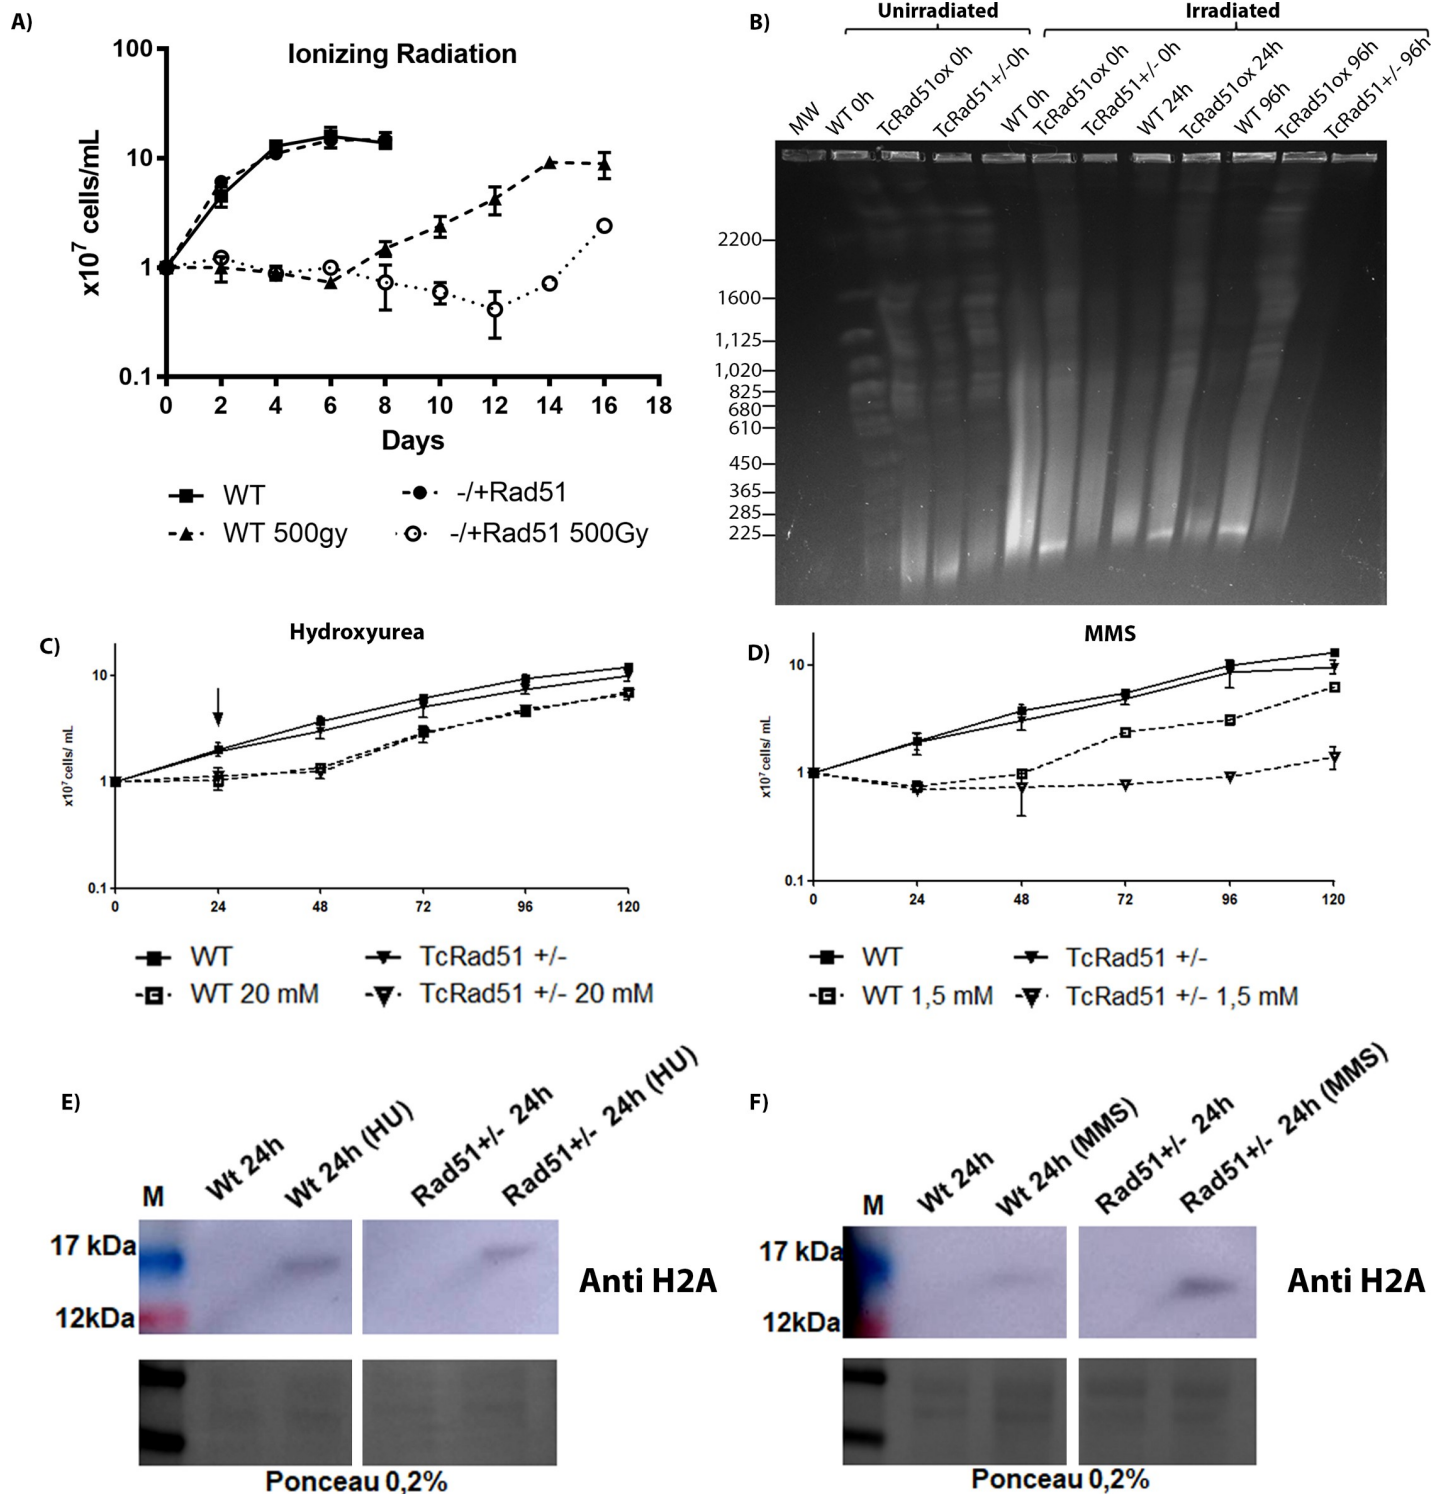 A)
Ionizing Radiation
x10⁷ cells/mL
100
10
1
0.1
0 2 4 6 8 10 12 14 16 18
Days
WT
-/+Rad51
WT 500gy
-/+Rad51 500Gy
B)
Unirradiated
Irradiated
MW
WT 0h
TcRad51ox 0h
TcRad51+/-0h
WT 0h
TcRad51ox 0h
TcRad51+/- 0h
WT 24h
TcRad51ox 24h
WT 96h
TcRad51ox 96h
TcRad51+/- 96h
2200
1600
1,125
1,020
825
680
610
450
365
285
225
C)
Hydroxyurea
x10⁷ cells/ mL
10
1
0.1
0 24 48 72 96 120
WT
TcRad51 +/-
WT 20 mM
TcRad51 +/- 20 mM
D)
MMS
x10⁷ cells/ mL
10
1
0.1
0 24 48 72 96 120
WT
TcRad51 +/-
WT 1,5 mM
TcRad51 +/- 1,5 mM
E)
M
Wt 24h
Wt 24h (HU)
Rad51+/- 24h
Rad51+/- 24h (HU)
17 kDa
12kDa
Anti H2A
Ponceau 0,2%
F)
M
Wt 24h
Wt 24h (MMS)
Rad51+/- 24h
Rad51+/- 24h (MMS)
17 kDa
12kDa
Anti H2A
Ponceau 0,2%